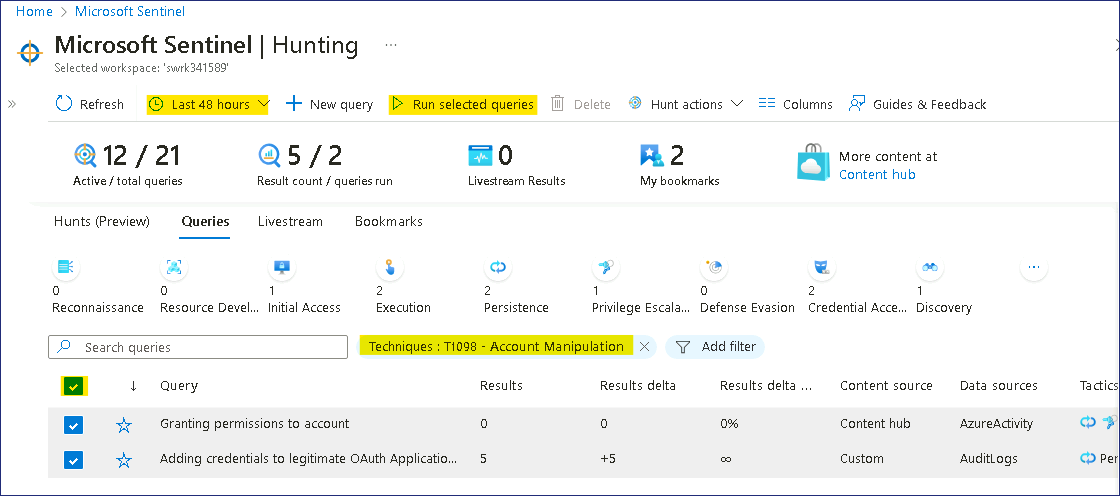 Home > Microsoft Sentinel
Microsoft Sentinel | Hunting ...
Selected workspace: 'swrk341589'
» Refresh Last 48 hours New query Run selected queries Delete Hunt actions Columns Guides & Feedback
12 / 21 5 / 2 0 2 More content at
Active / total queries Result count / queries run Livestream Results My bookmarks Content hub
Hunts (Preview) Queries Livestream Bookmarks
0 0 1 2 2 1 0 2 1 ...
Reconnaissance Resource Devel... Initial Access Execution Persistence Privilege Escala... Defense Evasion Credential Acce... Discovery
Search queries Techniques : T1098 - Account Manipulation Add filter
↓ Query Results Results delta Results delta ... Content source Data sources Tactics
Granting permissions to account 0 0 0% Content hub AzureActivity
Adding credentials to legitimate OAuth Applicatio... 5 +5 ∞ Custom AuditLogs Per